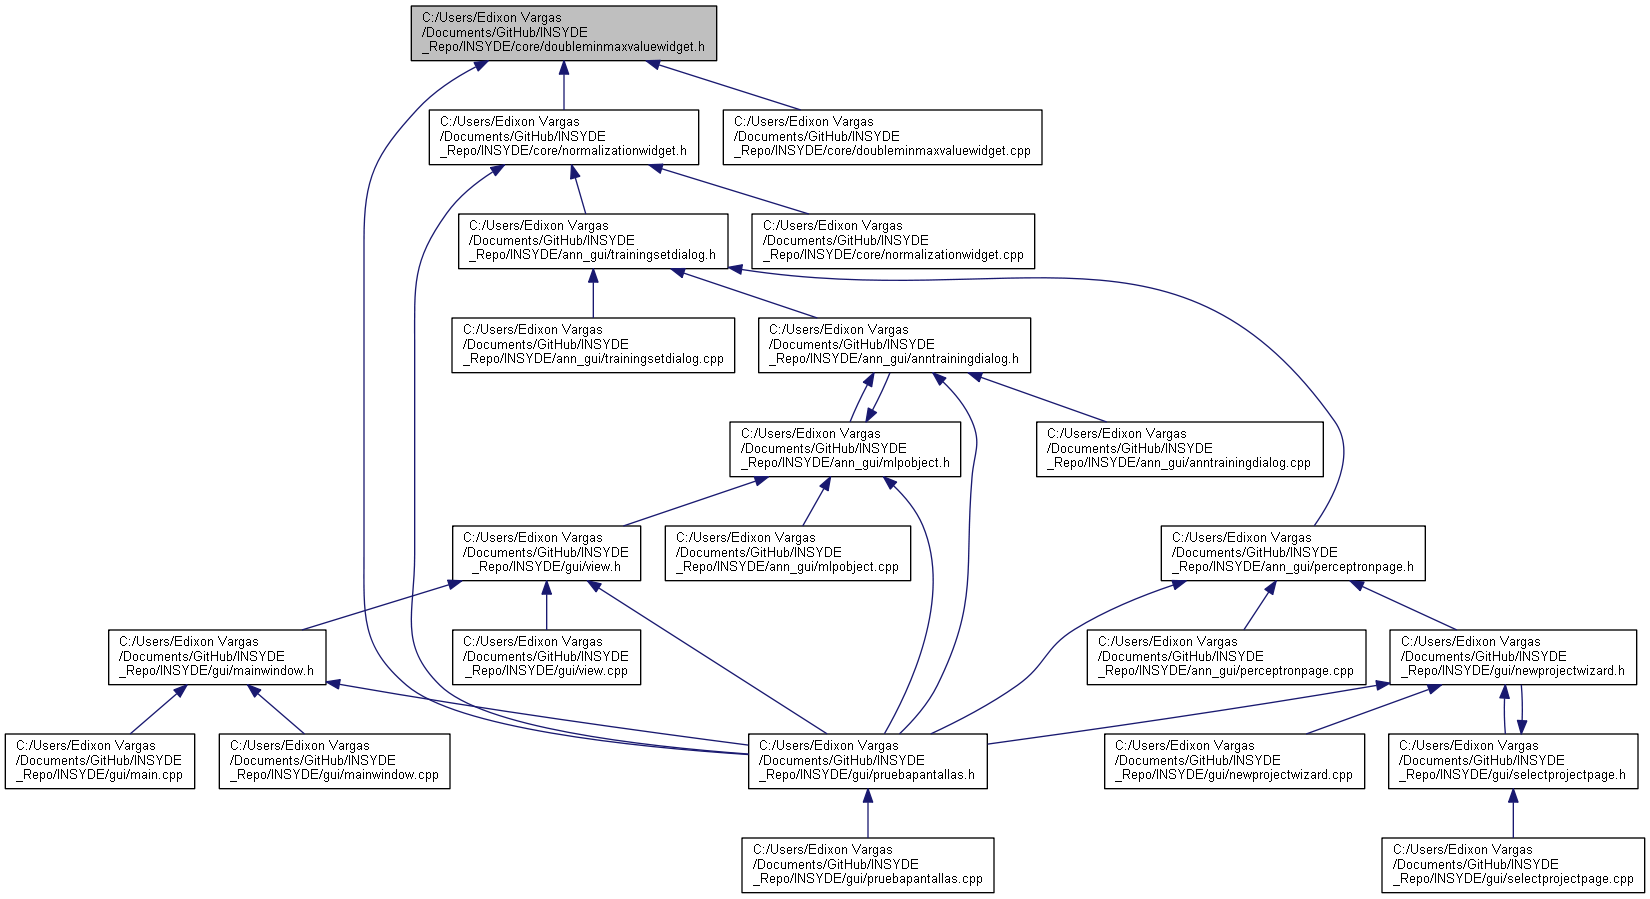 C:/Users/Edixon Vargas
/Documents/GitHub/INSYDE
_Repo/INSYDE/core/doubleminmaxvaluewidget.h
C:/Users/Edixon Vargas
/Documents/GitHub/INSYDE
_Repo/INSYDE/core/normalizationwidget.h
C:/Users/Edixon Vargas
/Documents/GitHub/INSYDE
_Repo/INSYDE/core/doubleminmaxvaluewidget.cpp
C:/Users/Edixon Vargas
/Documents/GitHub/INSYDE
_Repo/INSYDE/ann_gui/trainingsetdialog.h
C:/Users/Edixon Vargas
/Documents/GitHub/INSYDE
_Repo/INSYDE/core/normalizationwidget.cpp
C:/Users/Edixon Vargas
/Documents/GitHub/INSYDE
_Repo/INSYDE/ann_gui/trainingsetdialog.cpp
C:/Users/Edixon Vargas
/Documents/GitHub/INSYDE
_Repo/INSYDE/ann_gui/anntrainingdialog.h
C:/Users/Edixon Vargas
/Documents/GitHub/INSYDE
_Repo/INSYDE/ann_gui/mlpobject.h
C:/Users/Edixon Vargas
/Documents/GitHub/INSYDE
_Repo/INSYDE/ann_gui/anntrainingdialog.cpp
C:/Users/Edixon Vargas
/Documents/GitHub/INSYDE
_Repo/INSYDE/gui/view.h
C:/Users/Edixon Vargas
/Documents/GitHub/INSYDE
_Repo/INSYDE/ann_gui/mlpobject.cpp
C:/Users/Edixon Vargas
/Documents/GitHub/INSYDE
_Repo/INSYDE/ann_gui/perceptronpage.h
C:/Users/Edixon Vargas
/Documents/GitHub/INSYDE
_Repo/INSYDE/gui/mainwindow.h
C:/Users/Edixon Vargas
/Documents/GitHub/INSYDE
_Repo/INSYDE/gui/view.cpp
C:/Users/Edixon Vargas
/Documents/GitHub/INSYDE
_Repo/INSYDE/ann_gui/perceptronpage.cpp
C:/Users/Edixon Vargas
/Documents/GitHub/INSYDE
_Repo/INSYDE/gui/newprojectwizard.h
C:/Users/Edixon Vargas
/Documents/GitHub/INSYDE
_Repo/INSYDE/gui/main.cpp
C:/Users/Edixon Vargas
/Documents/GitHub/INSYDE
_Repo/INSYDE/gui/mainwindow.cpp
C:/Users/Edixon Vargas
/Documents/GitHub/INSYDE
_Repo/INSYDE/gui/pruebapantallas.h
C:/Users/Edixon Vargas
/Documents/GitHub/INSYDE
_Repo/INSYDE/gui/newprojectwizard.cpp
C:/Users/Edixon Vargas
/Documents/GitHub/INSYDE
_Repo/INSYDE/gui/selectprojectpage.h
C:/Users/Edixon Vargas
/Documents/GitHub/INSYDE
_Repo/INSYDE/gui/pruebapantallas.cpp
C:/Users/Edixon Vargas
/Documents/GitHub/INSYDE
_Repo/INSYDE/gui/selectprojectpage.cpp